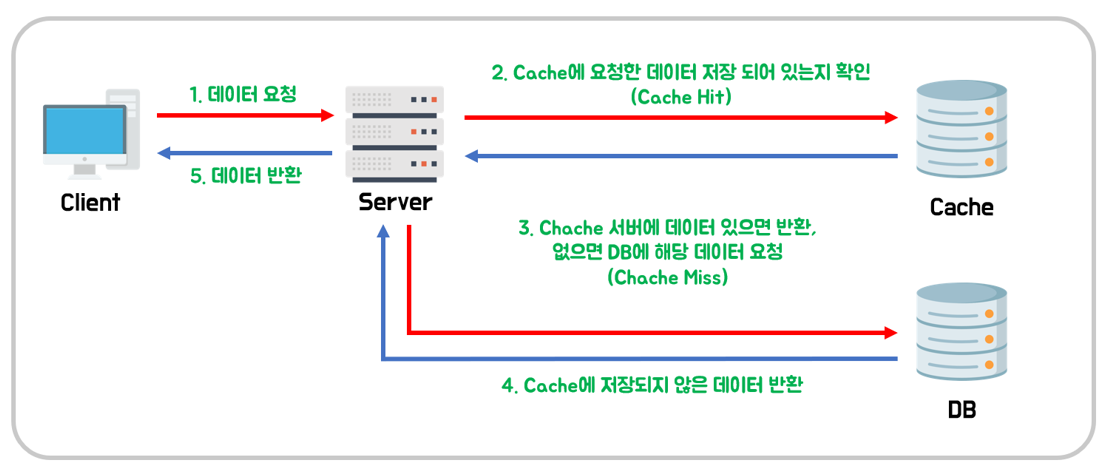 1. 데이터 요청
5. 데이터 반환
Client
Server
2. Cache에 요청한 데이터 저장 되어 있는지 확인
(Cache Hit)
Cache
3. Chache 서버에 데이터 있으면 반환,
없으면 DB에 해당 데이터 요청
(Chache Miss)
4. Cache에 저장되지 않은 데이터 반환
DB